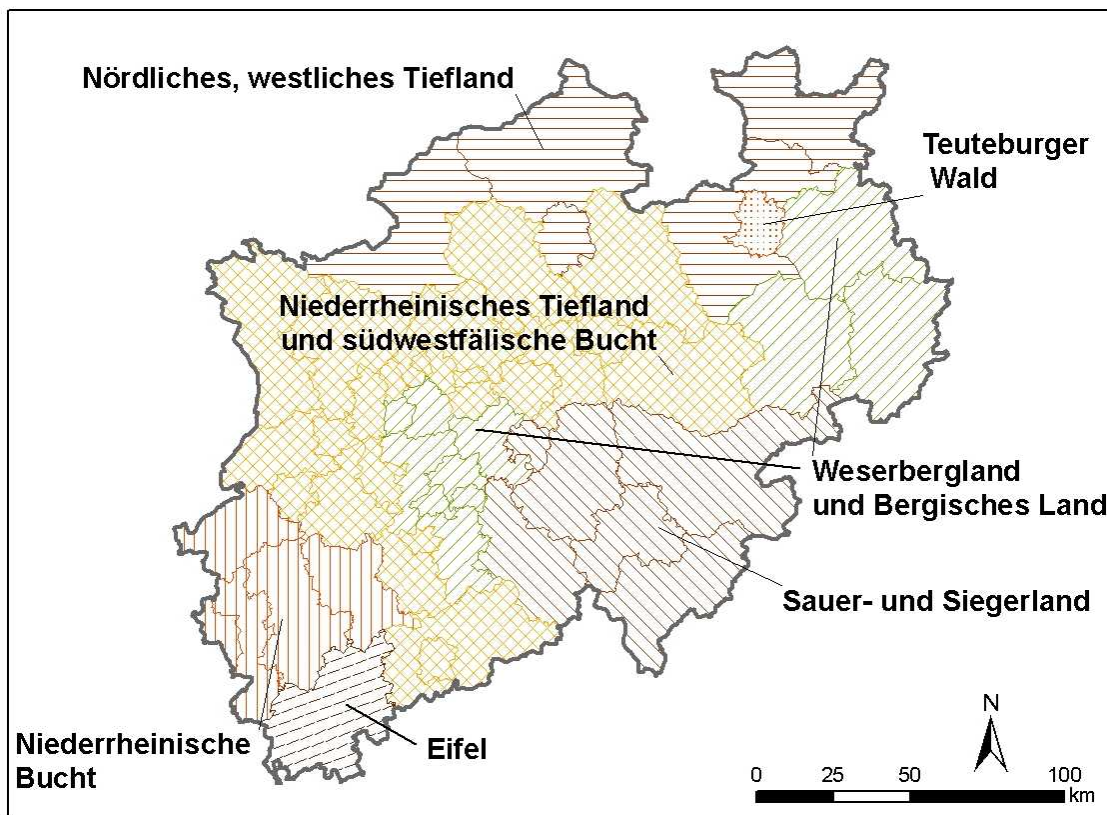 Nördliches, westliches Tiefland
Teuteburger
Wald
Niederrheinisches Tiefland
und südwestfälische Bucht
Weserbergland
und Bergisches Land
Sauer- und Siegerland
Niederrheinische
Bucht
Eifel
N
0 25 50 100
km